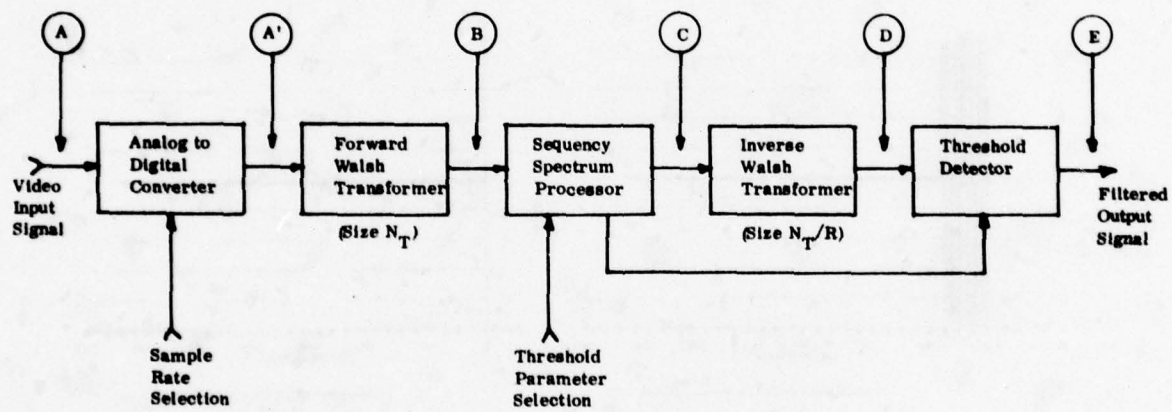 A
A'
B
C
D
E
Video
Input
Signal
Analog to
Digital
Converter
Forward
Walsh
Transformer
(Size N_T)
Sequency
Spectrum
Processor
Inverse
Walsh
Transformer
(Size N_T/R)
Threshold
Detector
Filtered
Output
Signal
Sample
Rate
Selection
Threshold
Parameter
Selection